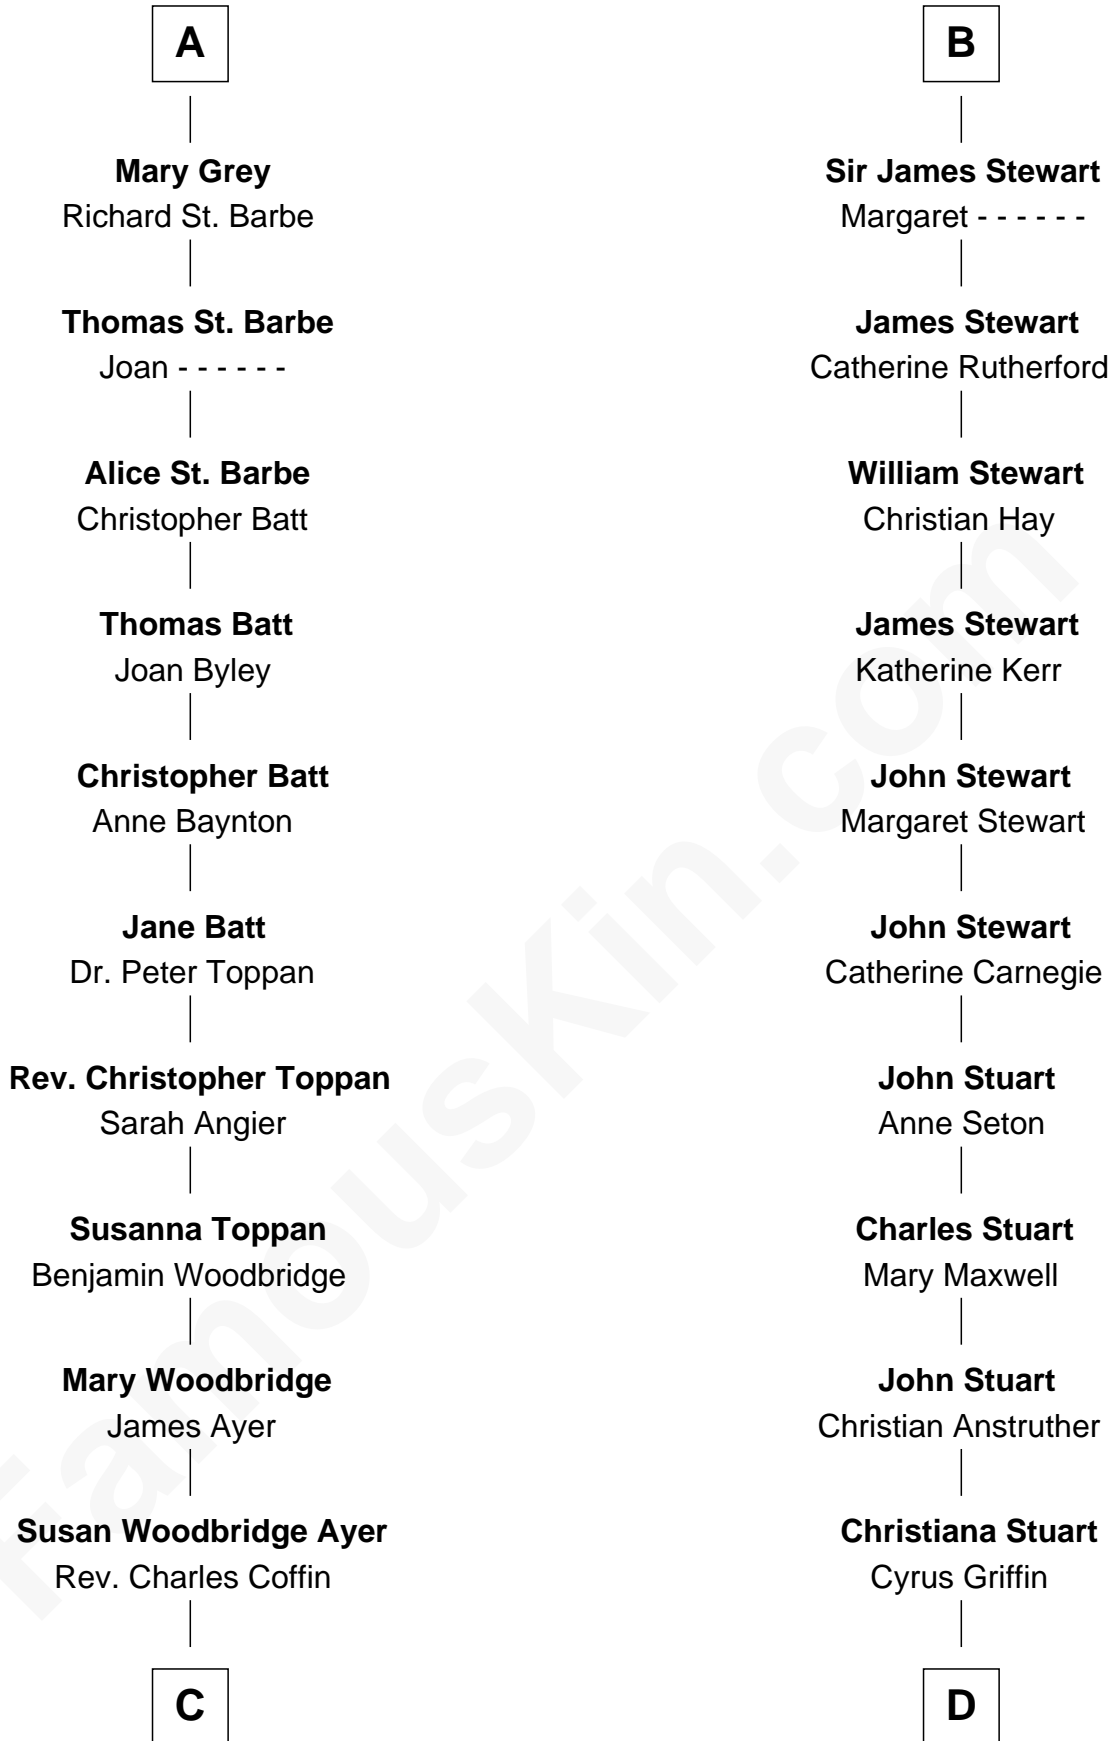 A
Mary Grey
Richard St. Barbe
Thomas St. Barbe
Joan - - - - - -
Alice St. Barbe
Christopher Batt
Thomas Batt
Joan Byley
Christopher Batt
Anne Baynton
Jane Batt
Dr. Peter Toppan
Rev. Christopher Toppan
Sarah Angier
Susanna Toppan
Benjamin Woodbridge
Mary Woodbridge
James Ayer
Susan Woodbridge Ayer
Rev. Charles Coffin
C
B
Sir James Stewart
Margaret - - - - - -
James Stewart
Catherine Rutherford
William Stewart
Christian Hay
James Stewart
Katherine Kerr
John Stewart
Margaret Stewart
John Stewart
Catherine Carnegie
John Stuart
Anne Seton
Charles Stuart
Mary Maxwell
John Stuart
Christian Anstruther
Christiana Stuart
Cyrus Griffin
D
FamousKin.com